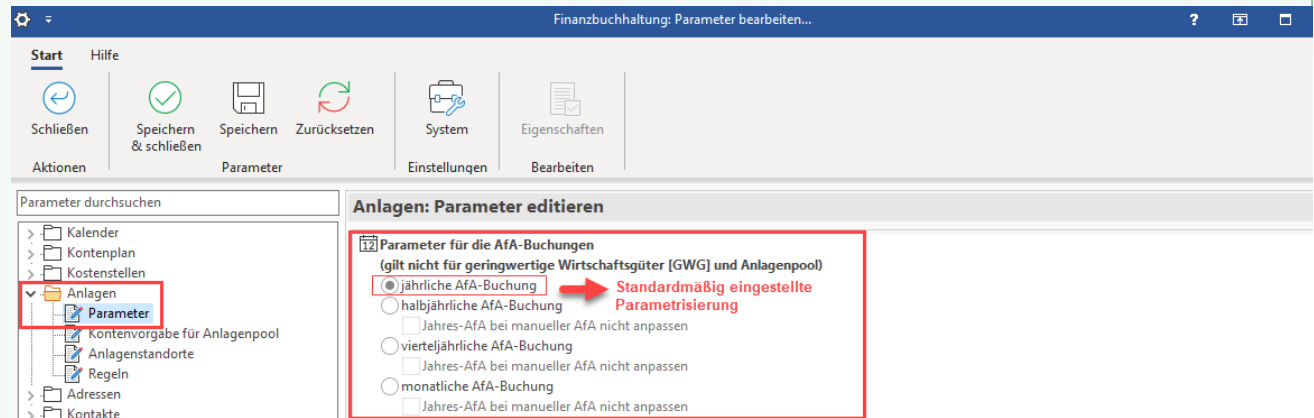 Finanzbuchhaltung: Parameter bearbeiten...
?
Start Hilfe
Schließen Speichern & schließen Speichern Zurücksetzen System Eigenschaften
Aktionen Parameter Einstellungen Bearbeiten
Parameter durchsuchen
Kalender
Kontenplan
Kostenstellen
Anlagen
Parameter
Kontenvorgabe für Anlagenpool
Anlagenstandorte
Regeln
Adressen
Kontakte
Anlagen: Parameter editieren
12 Parameter für die AfA-Buchungen
(gilt nicht für geringwertige Wirtschaftsgüter [GWG] und Anlagenpool)
jährliche AfA-Buchung
Standardmäßig eingestellte
Parametrisierung
halbjährliche AfA-Buchung
Jahres-AfA bei manueller AfA nicht anpassen
vierteljährliche AfA-Buchung
Jahres-AfA bei manueller AfA nicht anpassen
monatliche AfA-Buchung
Jahres-AfA bei manueller AfA nicht anpassen